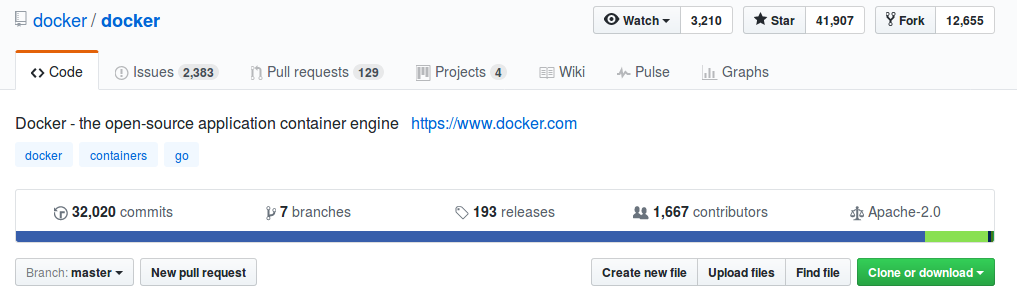 docker / docker Watch 3,210 Star 41,907 Fork 12,655
Code Issues 2,383 Pull requests 129 Projects 4 Wiki Pulse Graphs
Docker - the open-source application container engine https://www.docker.com
docker containers go
32,020 commits 7 branches 193 releases 1,667 contributors Apache-2.0
Branch: master New pull request Create new file Upload files Find file Clone or download